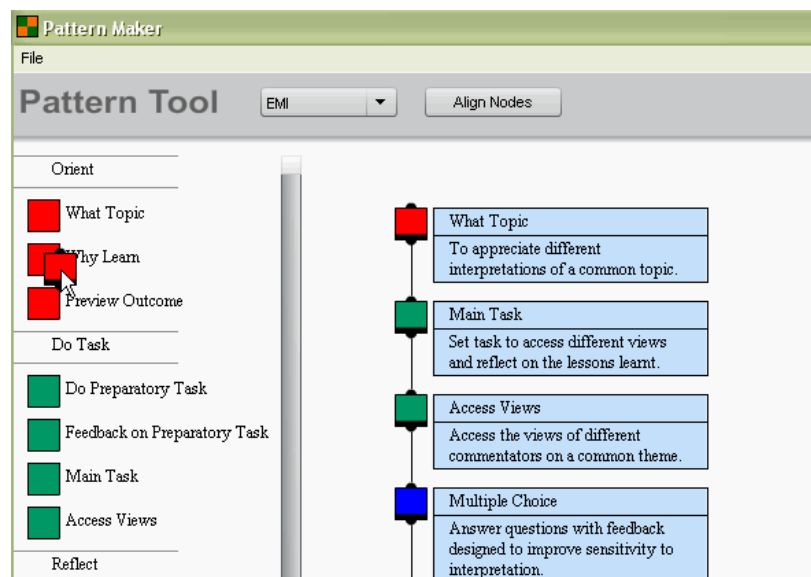 Pattern Maker
File
Pattern Tool
EMI
Align Nodes
Orient
What Topic
Why Learn
Preview Outcome
Do Task
Do Preparatory Task
Feedback on Preparatory Task
Main Task
Access Views
Reflect
What Topic
To appreciate different
interpretations of a common topic.
Main Task
Set task to access different views
and reflect on the lessons learnt.
Access Views
Access the views of different
commentators on a common theme.
Multiple Choice
Answer questions with feedback
designed to improve sensitivity to
interpretation.